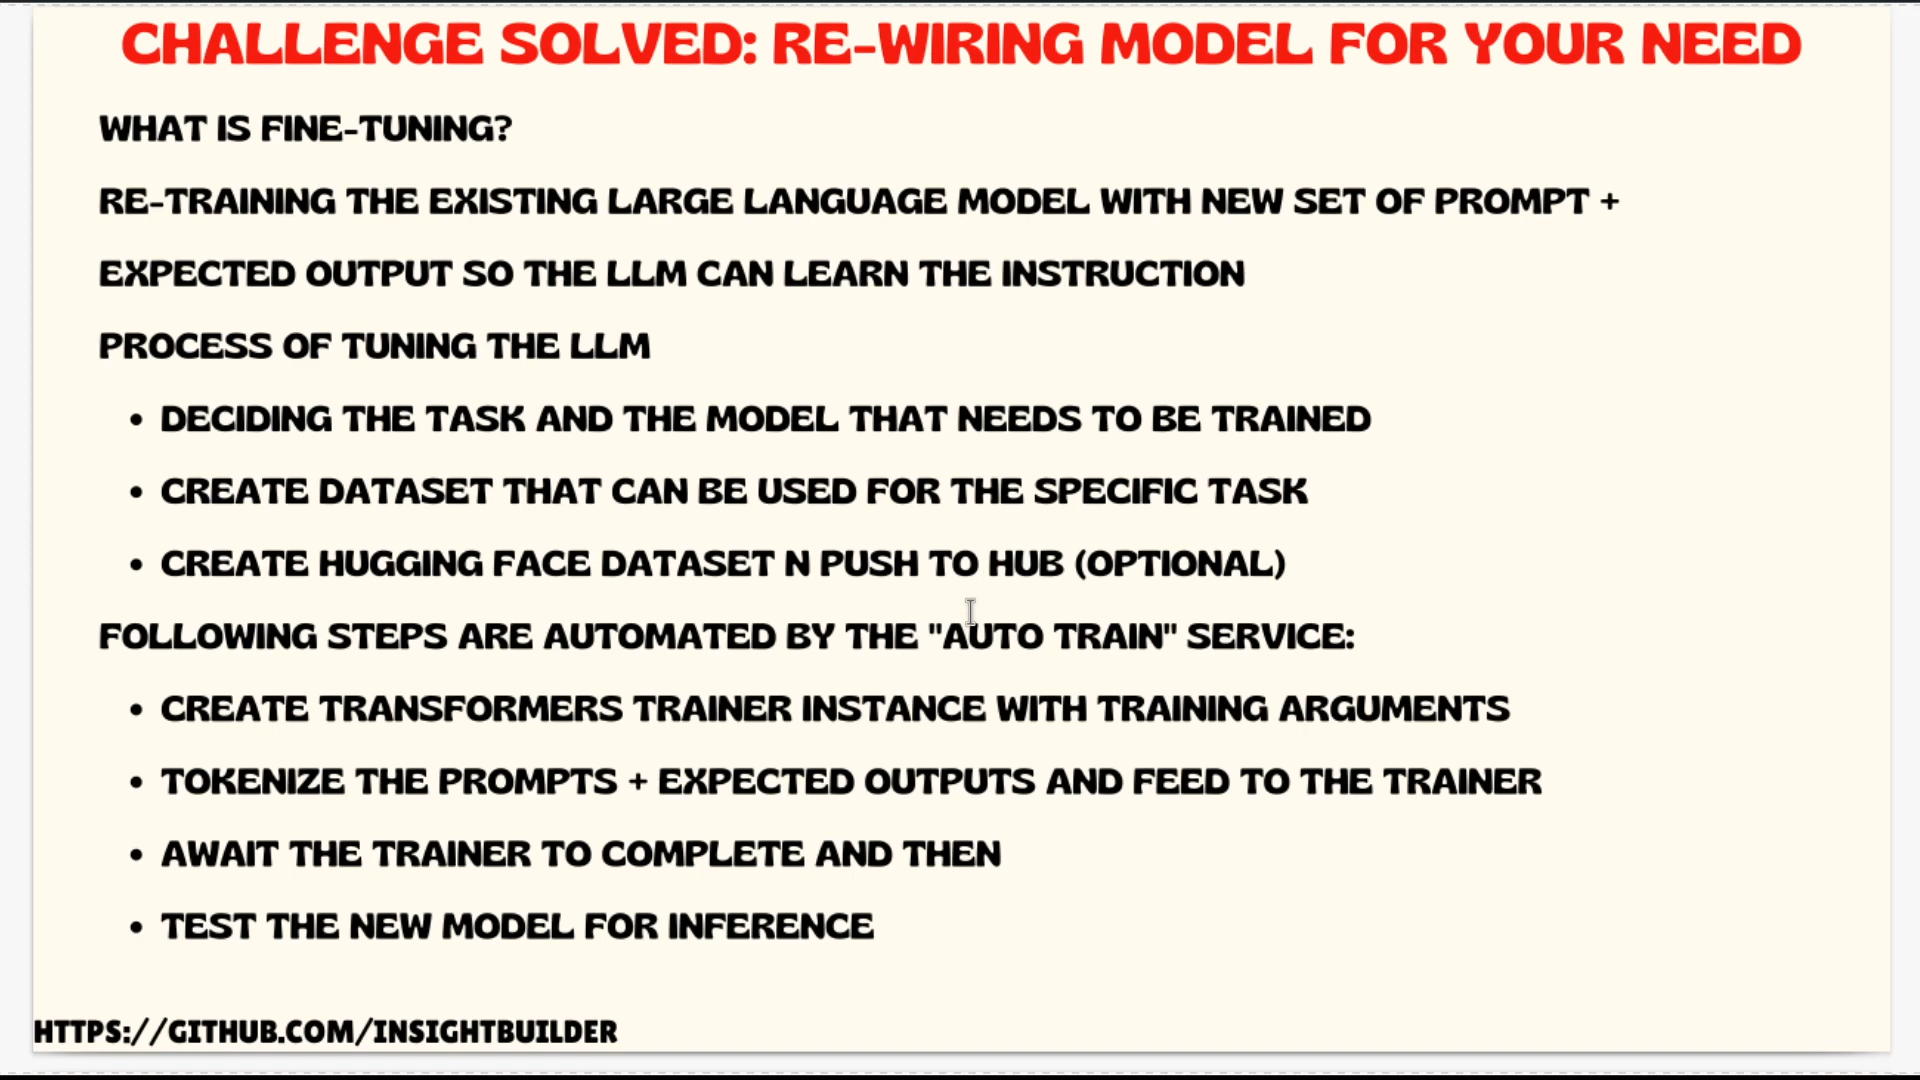 CHALLENGE SOLVED: RE-WIRING MODEL FOR YOUR NEED
WHAT IS FINE-TUNING?
RE-TRAINING THE EXISTING LARGE LANGUAGE MODEL WITH NEW SET OF PROMPT +
EXPECTED OUTPUT SO THE LLM CAN LEARN THE INSTRUCTION
PROCESS OF TUNING THE LLM
• DECIDING THE TASK AND THE MODEL THAT NEEDS TO BE TRAINED
• CREATE DATASET THAT CAN BE USED FOR THE SPECIFIC TASK
• CREATE HUGGING FACE DATASET N PUSH TO HUB (OPTIONAL)
FOLLOWING STEPS ARE AUTOMATED BY THE "AUTO TRAIN" SERVICE:
• CREATE TRANSFORMERS TRAINER INSTANCE WITH TRAINING ARGUMENTS
• TOKENIZE THE PROMPTS + EXPECTED OUTPUTS AND FEED TO THE TRAINER
• AWAIT THE TRAINER TO COMPLETE AND THEN
• TEST THE NEW MODEL FOR INFERENCE
HTTPS://GITHUB.COM/INSIGHTBUILDER